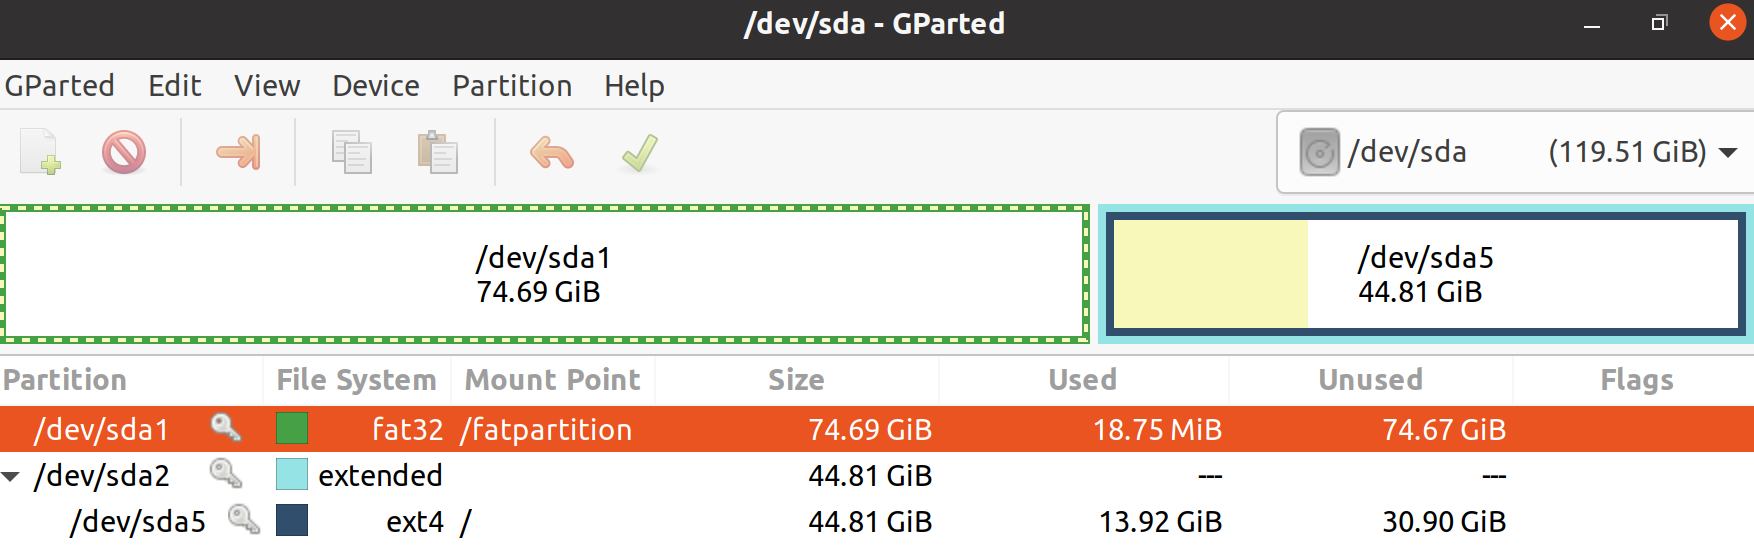 /dev/sda - GParted
GParted Edit View Device Partition Help
/dev/sda (119.51 GiB)
/dev/sda1
74.69 GiB
/dev/sda5
44.81 GiB
Partition File System Mount Point Size Used Unused Flags
/dev/sda1 fat32 /fatpartition 74.69 GiB 18.75 MiB 74.67 GiB
/dev/sda2 extended 44.81 GiB --- ---
/dev/sda5 ext4 / 44.81 GiB 13.92 GiB 30.90 GiB